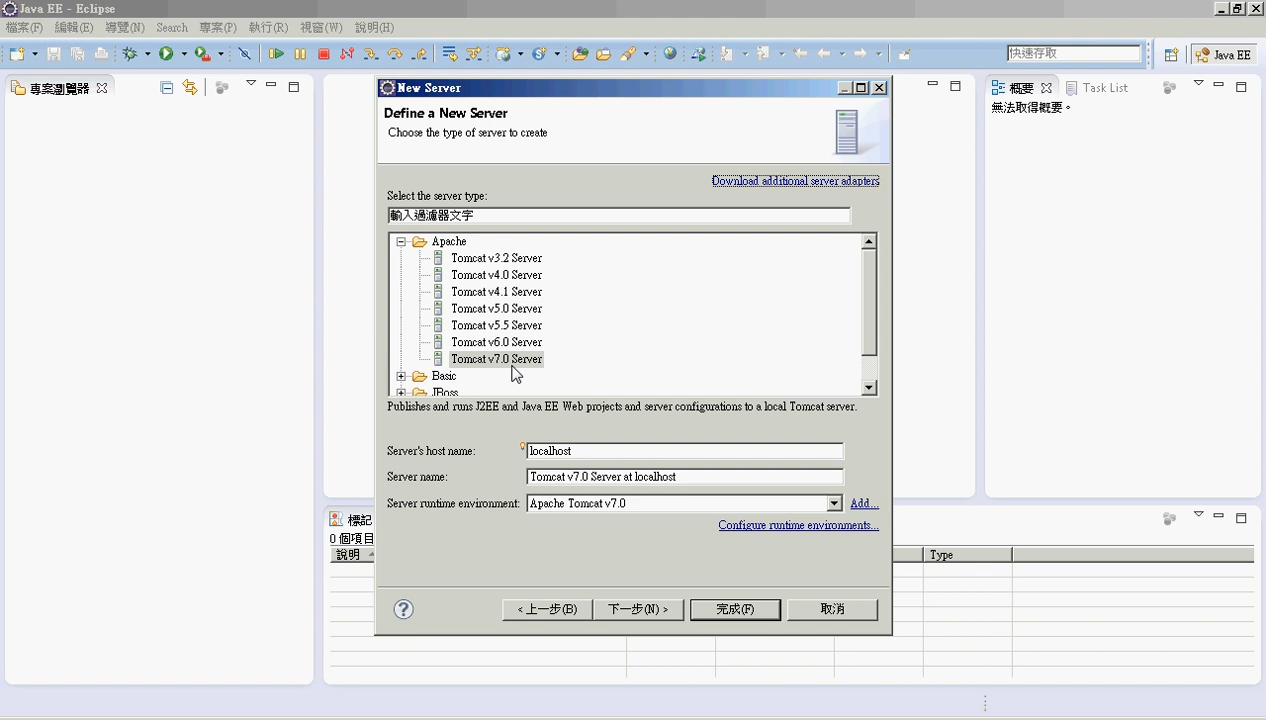 Java EE - Eclipse
檔案(F) 編輯(E) 導覽(N) Search 專案(P) 執行(R) 視窗(W) 說明(H)
快速存取
Java EE
專案瀏覽器
New Server
Define a New Server
Choose the type of server to create
Download additional server adapters
Select the server type:
輸入過濾器文字
Apache
Tomcat v3.2 Server
Tomcat v4.0 Server
Tomcat v4.1 Server
Tomcat v5.0 Server
Tomcat v5.5 Server
Tomcat v6.0 Server
Tomcat v7.0 Server
Basic
JBoss
Publishes and runs J2EE and Java EE Web projects and server configurations to a local Tomcat server.
Server's host name: localhost
Server name: Tomcat v7.0 Server at localhost
Server runtime environment: Apache Tomcat v7.0 Add...
Configure runtime environments...
< 上一步(B) 下一步(N) > 完成(F) 取消
概要 Task List
無法取得概要。
標記
0 個項目
說明 Type